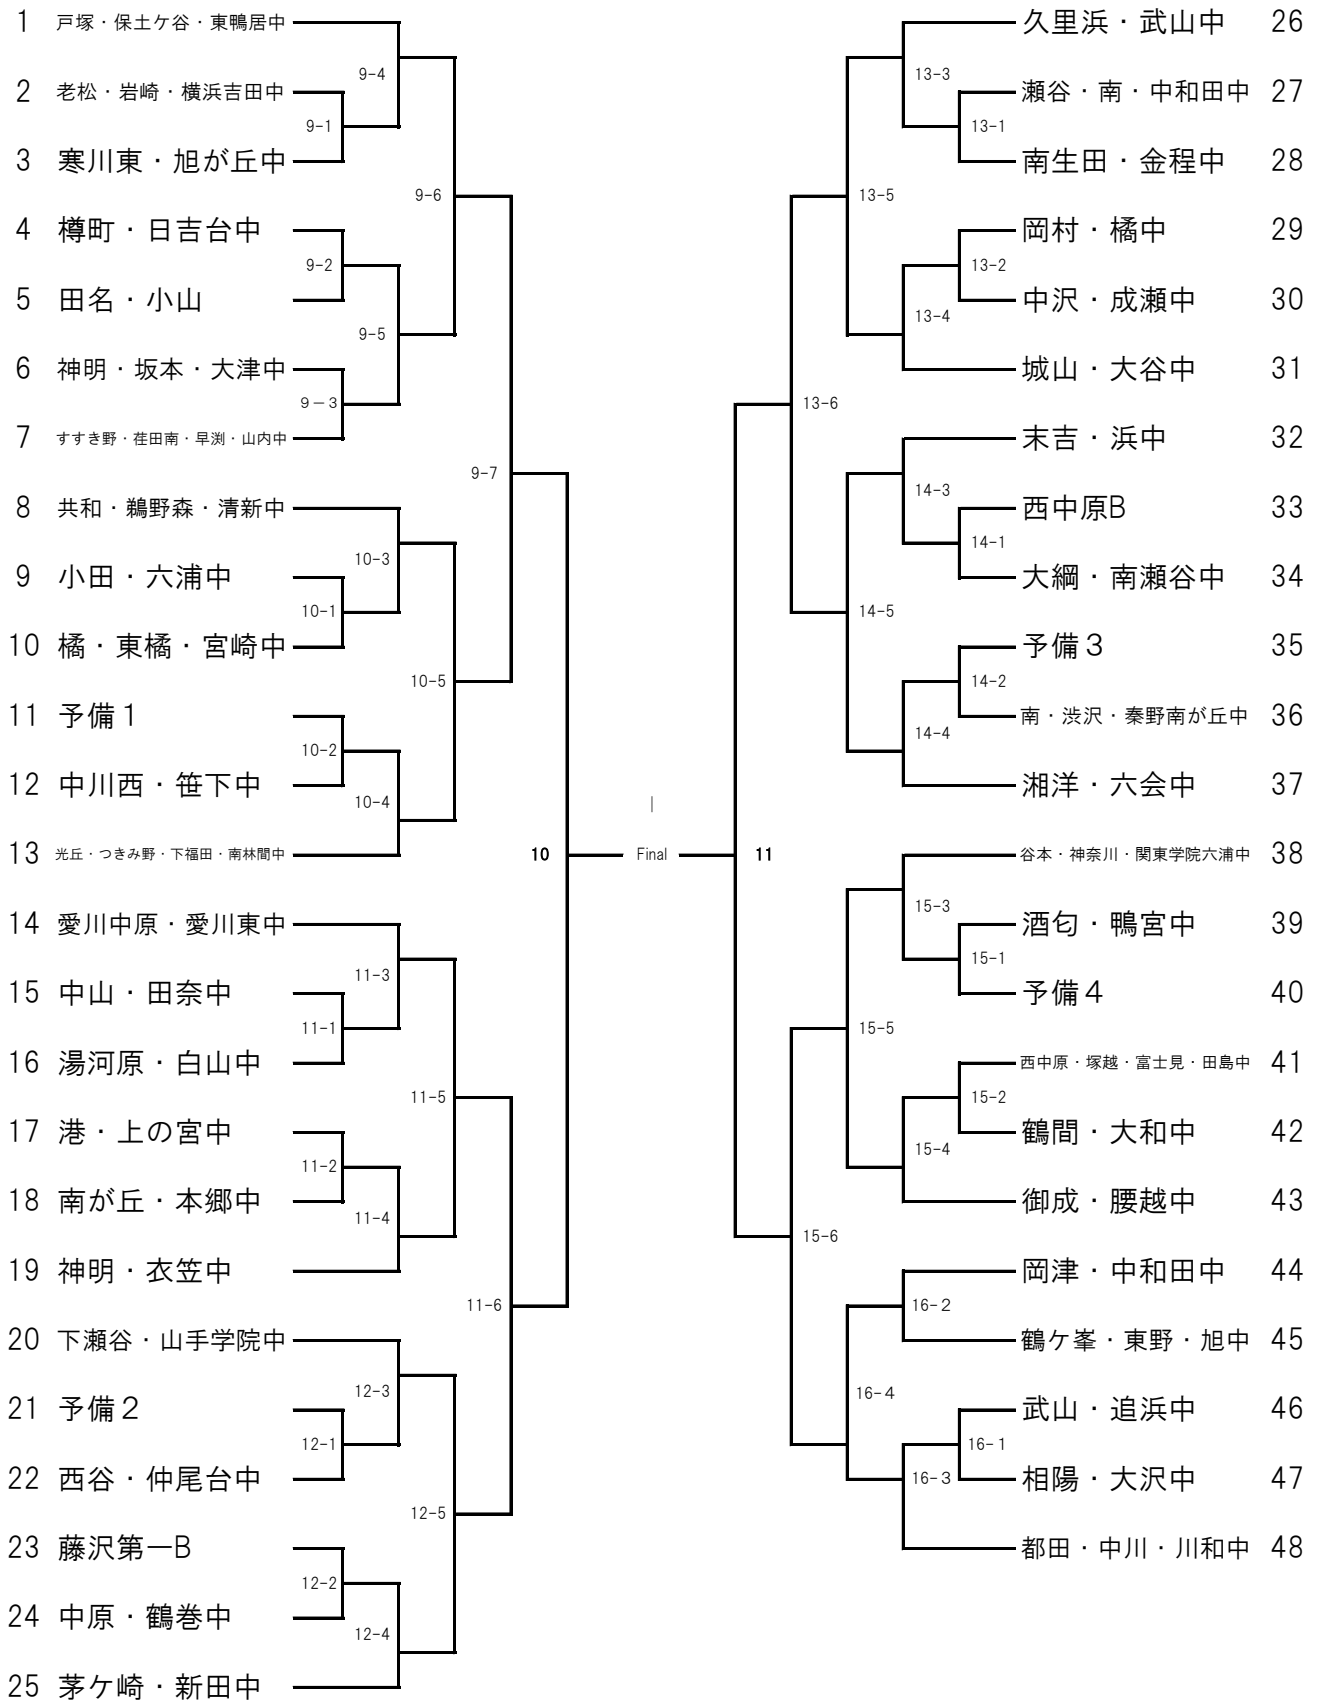 1 戸塚・保土ケ谷・東鴨居中
2 老松・岩崎・横浜吉田中
3 寒川東・旭が丘中
4 樽町・日吉台中
5 田名・小山
6 神明・坂本・大津中
7 すすき野・荏田南・早渕・山内中
8 共和・鵜野森・清新中
9 小田・六浦中
10 橘・東橘・宮崎中
11 予備１
12 中川西・笹下中
13 光丘・つきみ野・下福田・南林間中
14 愛川中原・愛川東中
15 中山・田奈中
16 湯河原・白山中
17 港・上の宮中
18 南が丘・本郷中
19 神明・衣笠中
20 下瀬谷・山手学院中
21 予備２
22 西谷・仲尾台中
23 藤沢第一B
24 中原・鶴巻中
25 茅ケ崎・新田中
9-4
9-1
9-6
9-2
9-5
９－３
9-7
10-3
10-1
10-5
10-2
10-4
11-3
11-1
11-5
11-2
11-4
11-6
12-3
12-1
12-5
12-2
12-4
10
｜
Final
11
13-3
13-1
13-5
13-2
13-4
13-6
14-3
14-1
14-5
14-2
14-4
15-3
15-1
15-5
15-2
15-4
15-6
16-2
16-4
16-1
16-3
久里浜・武山中 26
瀬谷・南・中和田中 27
南生田・金程中 28
岡村・橘中 29
中沢・成瀬中 30
城山・大谷中 31
末吉・浜中 32
西中原B 33
大綱・南瀬谷中 34
予備３ 35
南・渋沢・秦野南が丘中 36
湘洋・六会中 37
谷本・神奈川・関東学院六浦中 38
酒匂・鴨宮中 39
予備４ 40
西中原・塚越・富士見・田島中 41
鶴間・大和中 42
御成・腰越中 43
岡津・中和田中 44
鶴ケ峯・東野・旭中 45
武山・追浜中 46
相陽・大沢中 47
都田・中川・川和中 48